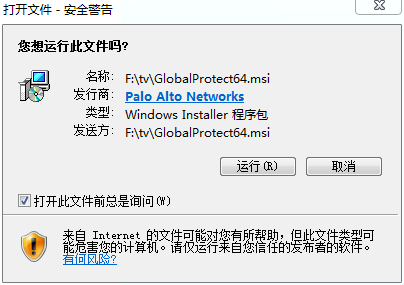 打开文件 - 安全警告
您想运行此文件吗?
名称: F:\tv\GlobalProtect64.msi
发行商: Palo Alto Networks
类型: Windows Installer 程序包
发送方: F:\tv\GlobalProtect64.msi
运行(R) 取消
打开此文件前总是询问(W)
来自 Internet 的文件可能对您有所帮助，但此文件类型可
能危害您的计算机。请仅运行来自您信任的发布者的软件。
有何风险?